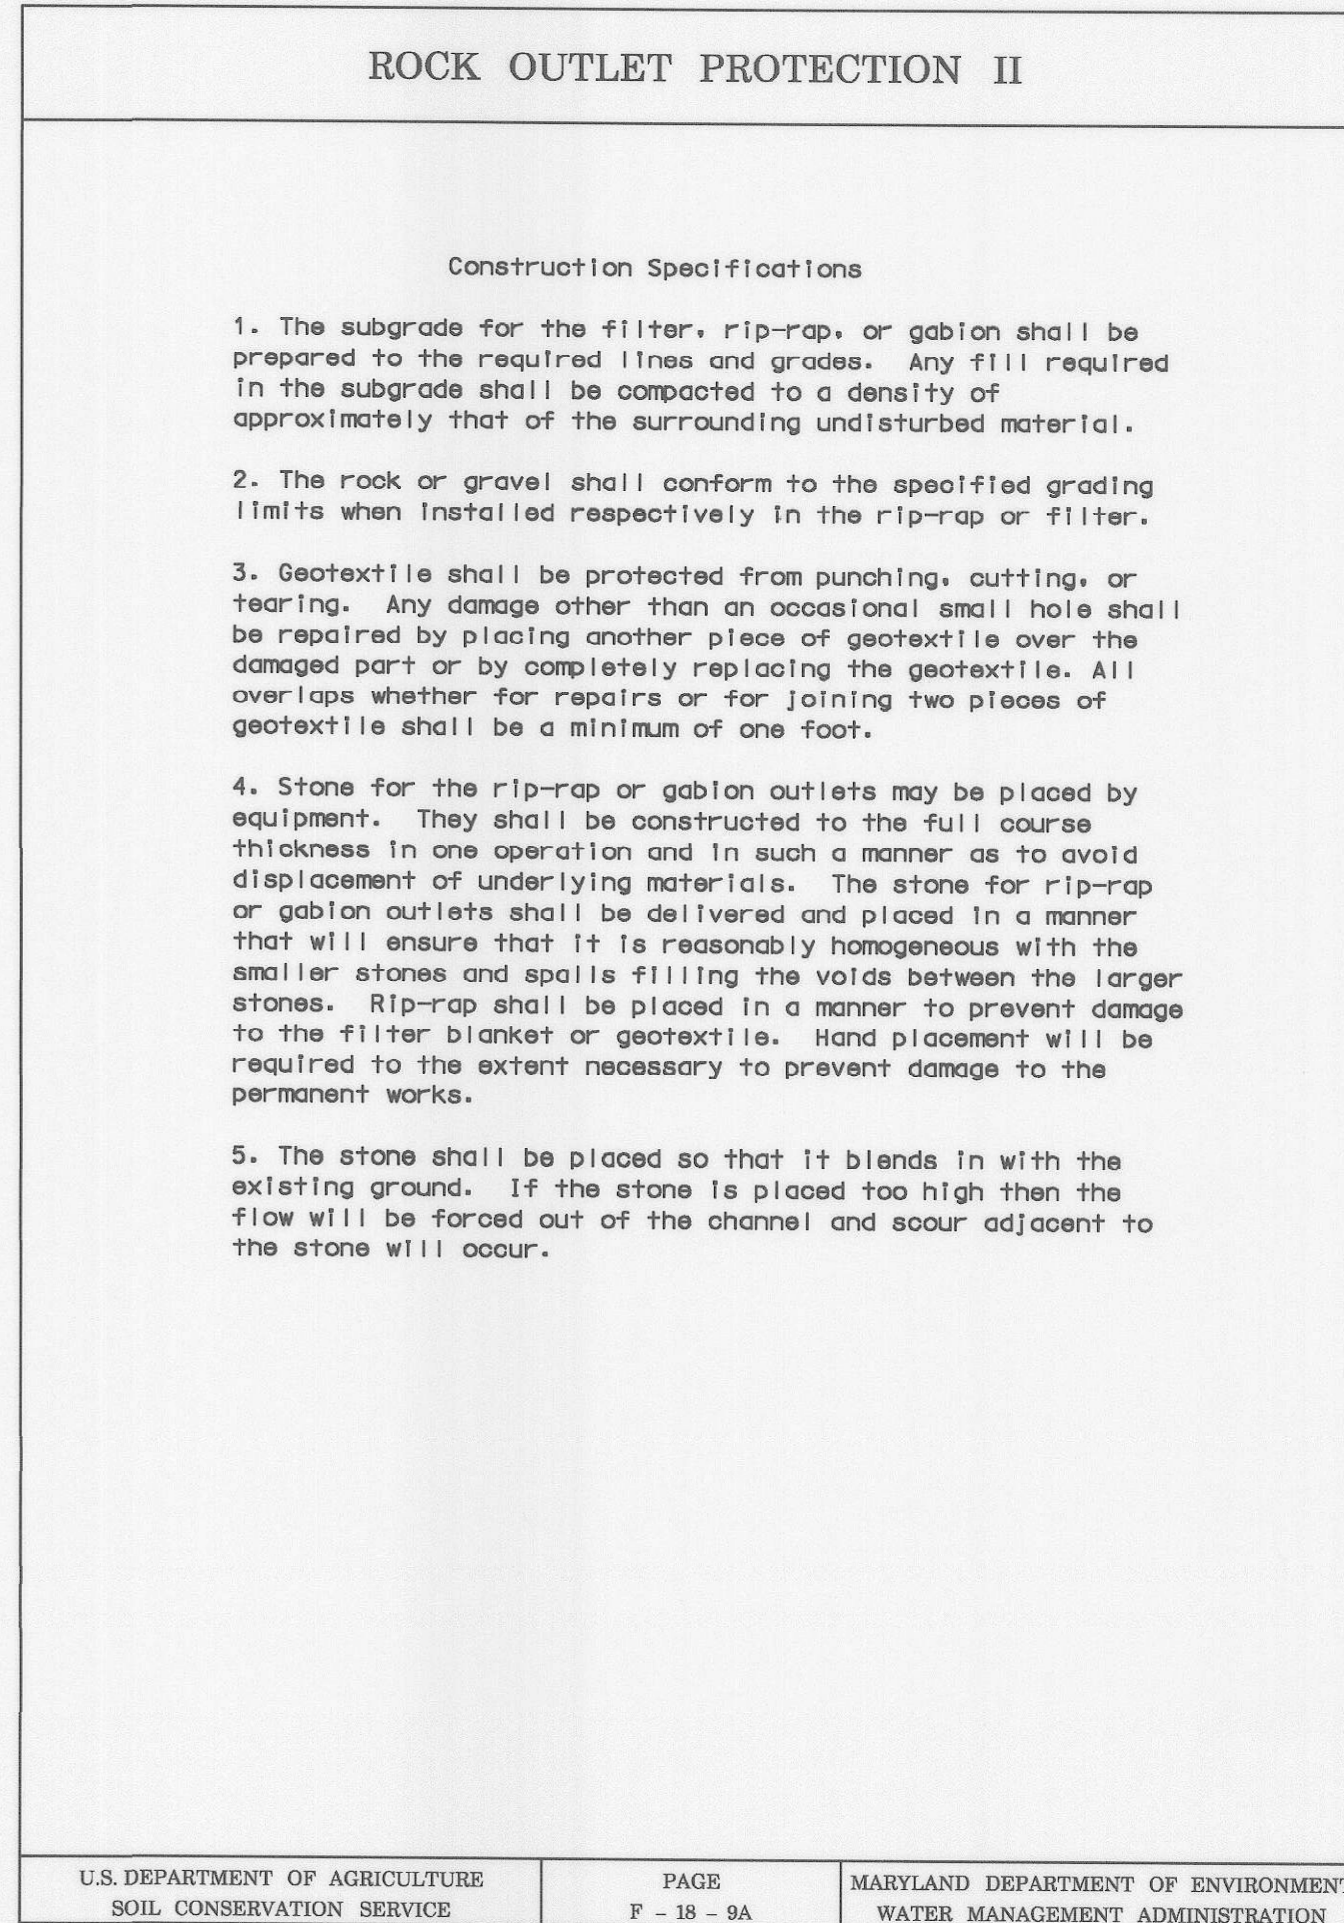 ROCK OUTLET PROTECTION II
Construction Specifications
1. The subgrade for the filter, rip-rap, or gabion shall be
prepared to the required lines and grades. Any fill required
in the subgrade shall be compacted to a density of
approximately that of the surrounding undisturbed material.
2. The rock or gravel shall conform to the specified grading
limits when installed respectively in the rip-rap or filter.
3. Geotextile shall be protected from punching, cutting, or
tearing. Any damage other than an occasional small hole shall
be repaired by placing another piece of geotextile over the
damaged part or by completely replacing the geotextile. All
overlaps whether for repairs or for joining two pieces of
geotextile shall be a minimum of one foot.
4. Stone for the rip-rap or gabion outlets may be placed by
equipment. They shall be constructed to the full course
thickness in one operation and in such a manner as to avoid
displacement of underlying materials. The stone for rip-rap
or gabion outlets shall be delivered and placed in a manner
that will ensure that it is reasonably homogeneous with the
smaller stones and spalls filling the voids between the larger
stones. Rip-rap shall be placed in a manner to prevent damage
to the filter blanket or geotextile. Hand placement will be
required to the extent necessary to prevent damage to the
permanent works.
5. The stone shall be placed so that it blends in with the
existing ground. If the stone is placed too high then the
flow will be forced out of the channel and scour adjacent to
the stone will occur.
U.S. DEPARTMENT OF AGRICULTURE
SOIL CONSERVATION SERVICE
PAGE
F - 18 - 9A
MARYLAND DEPARTMENT OF ENVIRONMENT
WATER MANAGEMENT ADMINISTRATION